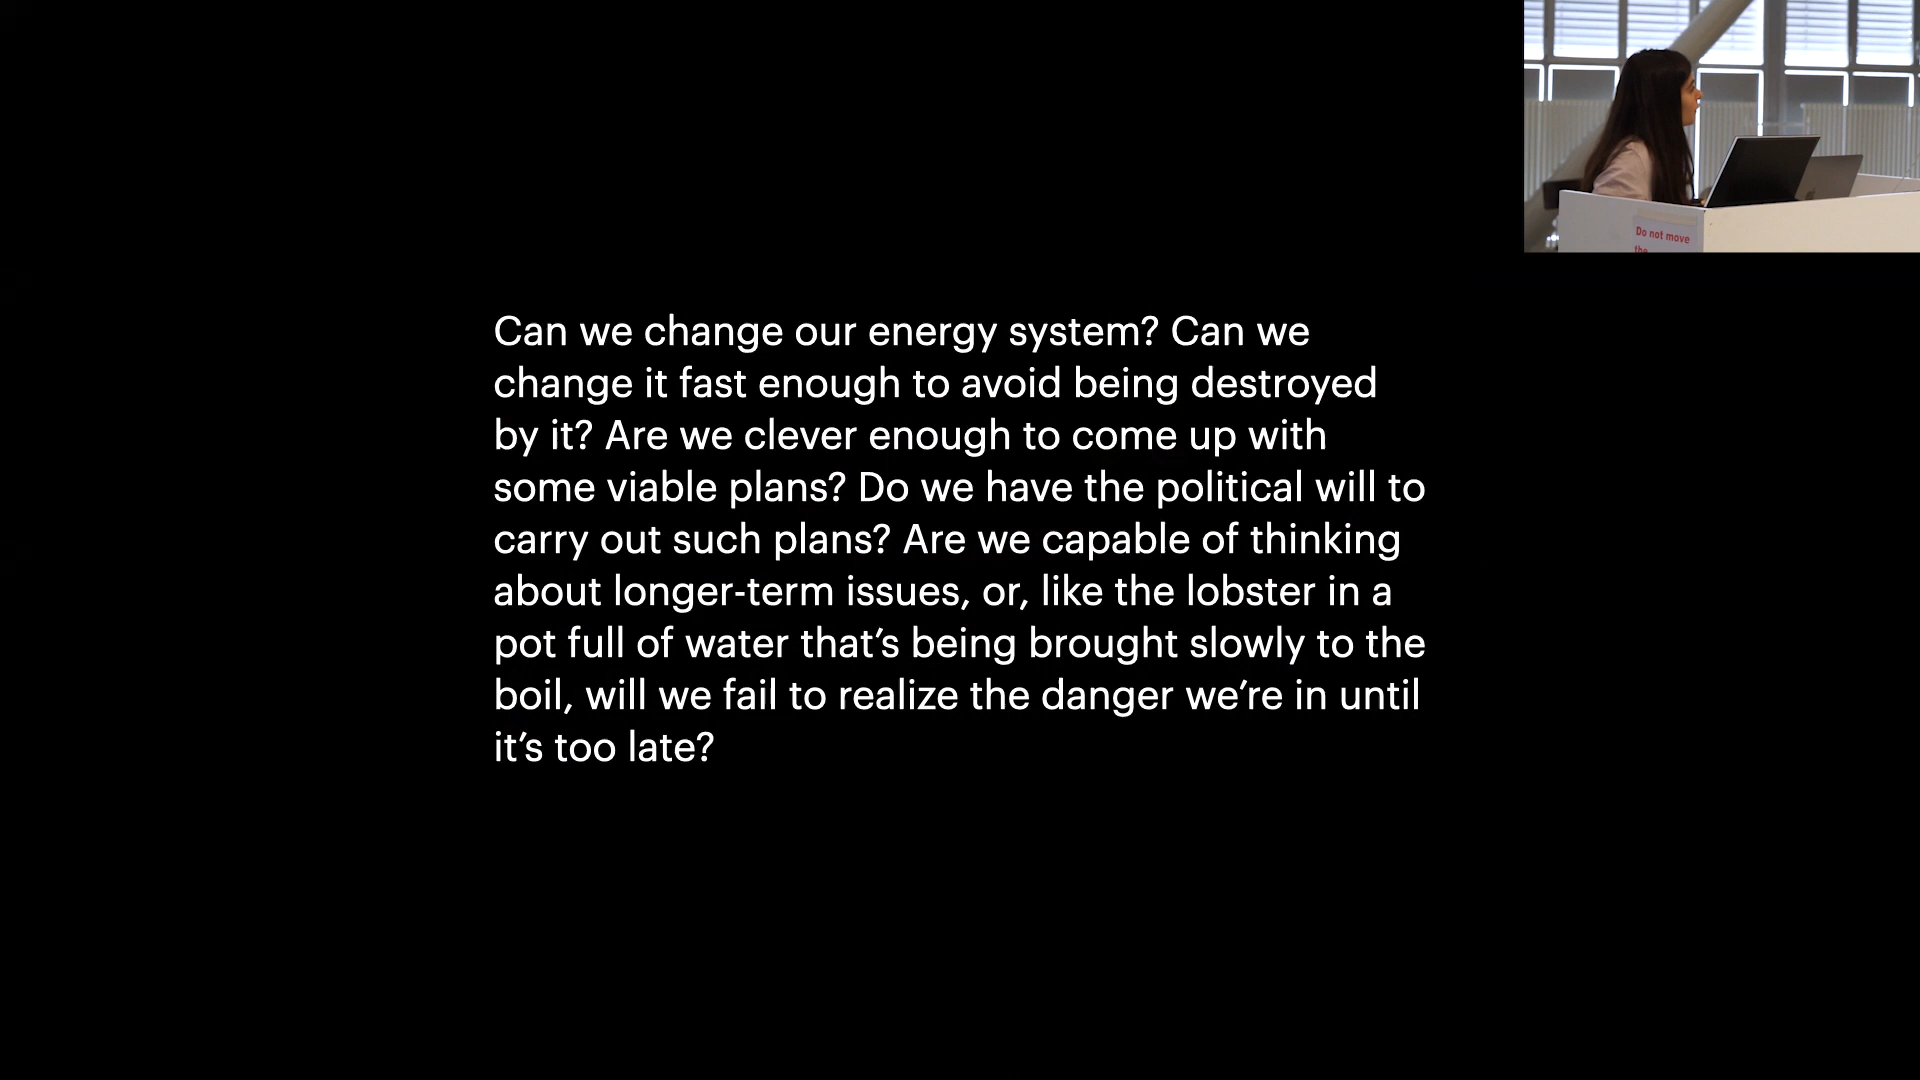 Do not move
the
Can we change our energy system? Can we
change it fast enough to avoid being destroyed
by it? Are we clever enough to come up with
some viable plans? Do we have the political will to
carry out such plans? Are we capable of thinking
about longer-term issues, or, like the lobster in a
pot full of water that’s being brought slowly to the
boil, will we fail to realize the danger we’re in until
it’s too late?